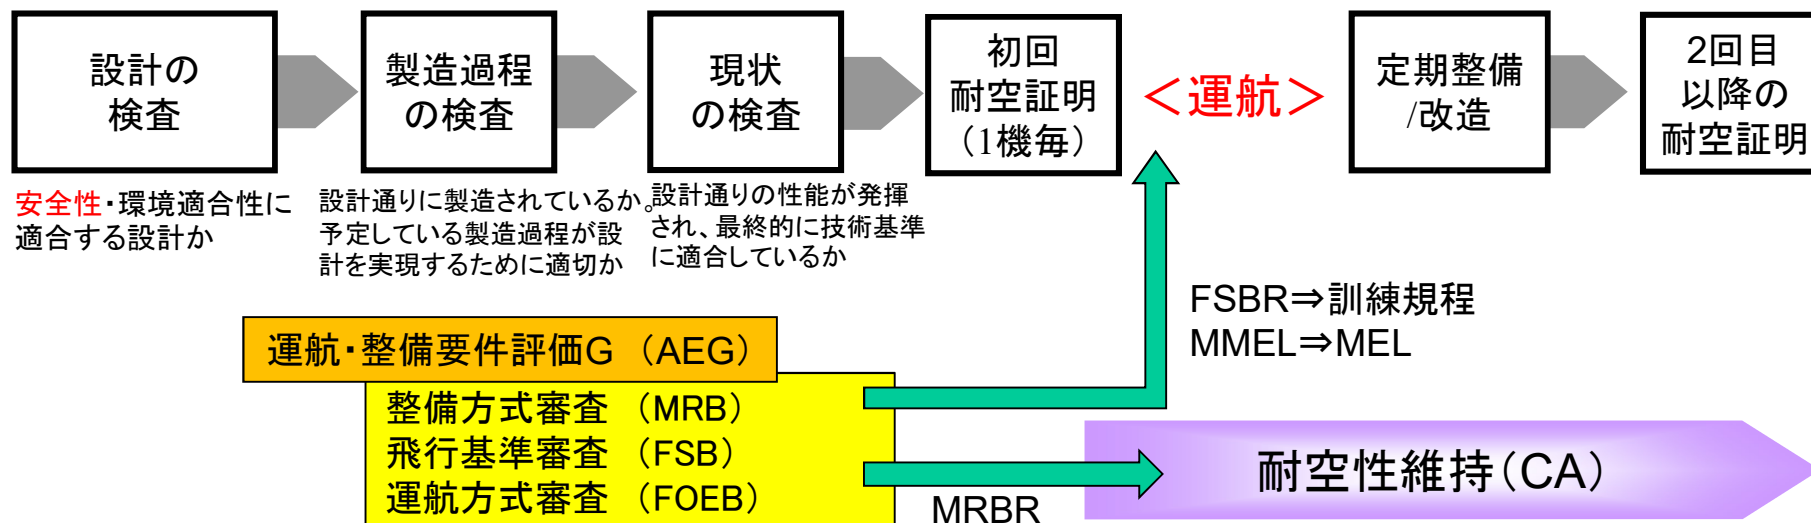 設計の
検査
製造過程
の検査
現状
の検査
初回
耐空証明
(1機毎)
＜運航＞
定期整備
/改造
2回目
以降の
耐空証明
安全性・環境適合性に
適合する設計か
設計通りに製造されているか。
予定している製造過程が設
計を実現するために適切か
設計通りの性能が発揮
され、最終的に技術基準
に適合しているか
FSBR⇒訓練規程
MMEL⇒MEL
運航・整備要件評価G （AEG）
整備方式審査 （MRB）
飛行基準審査 （FSB）
運航方式審査 （FOEB）
MRBR
耐空性維持（CA）